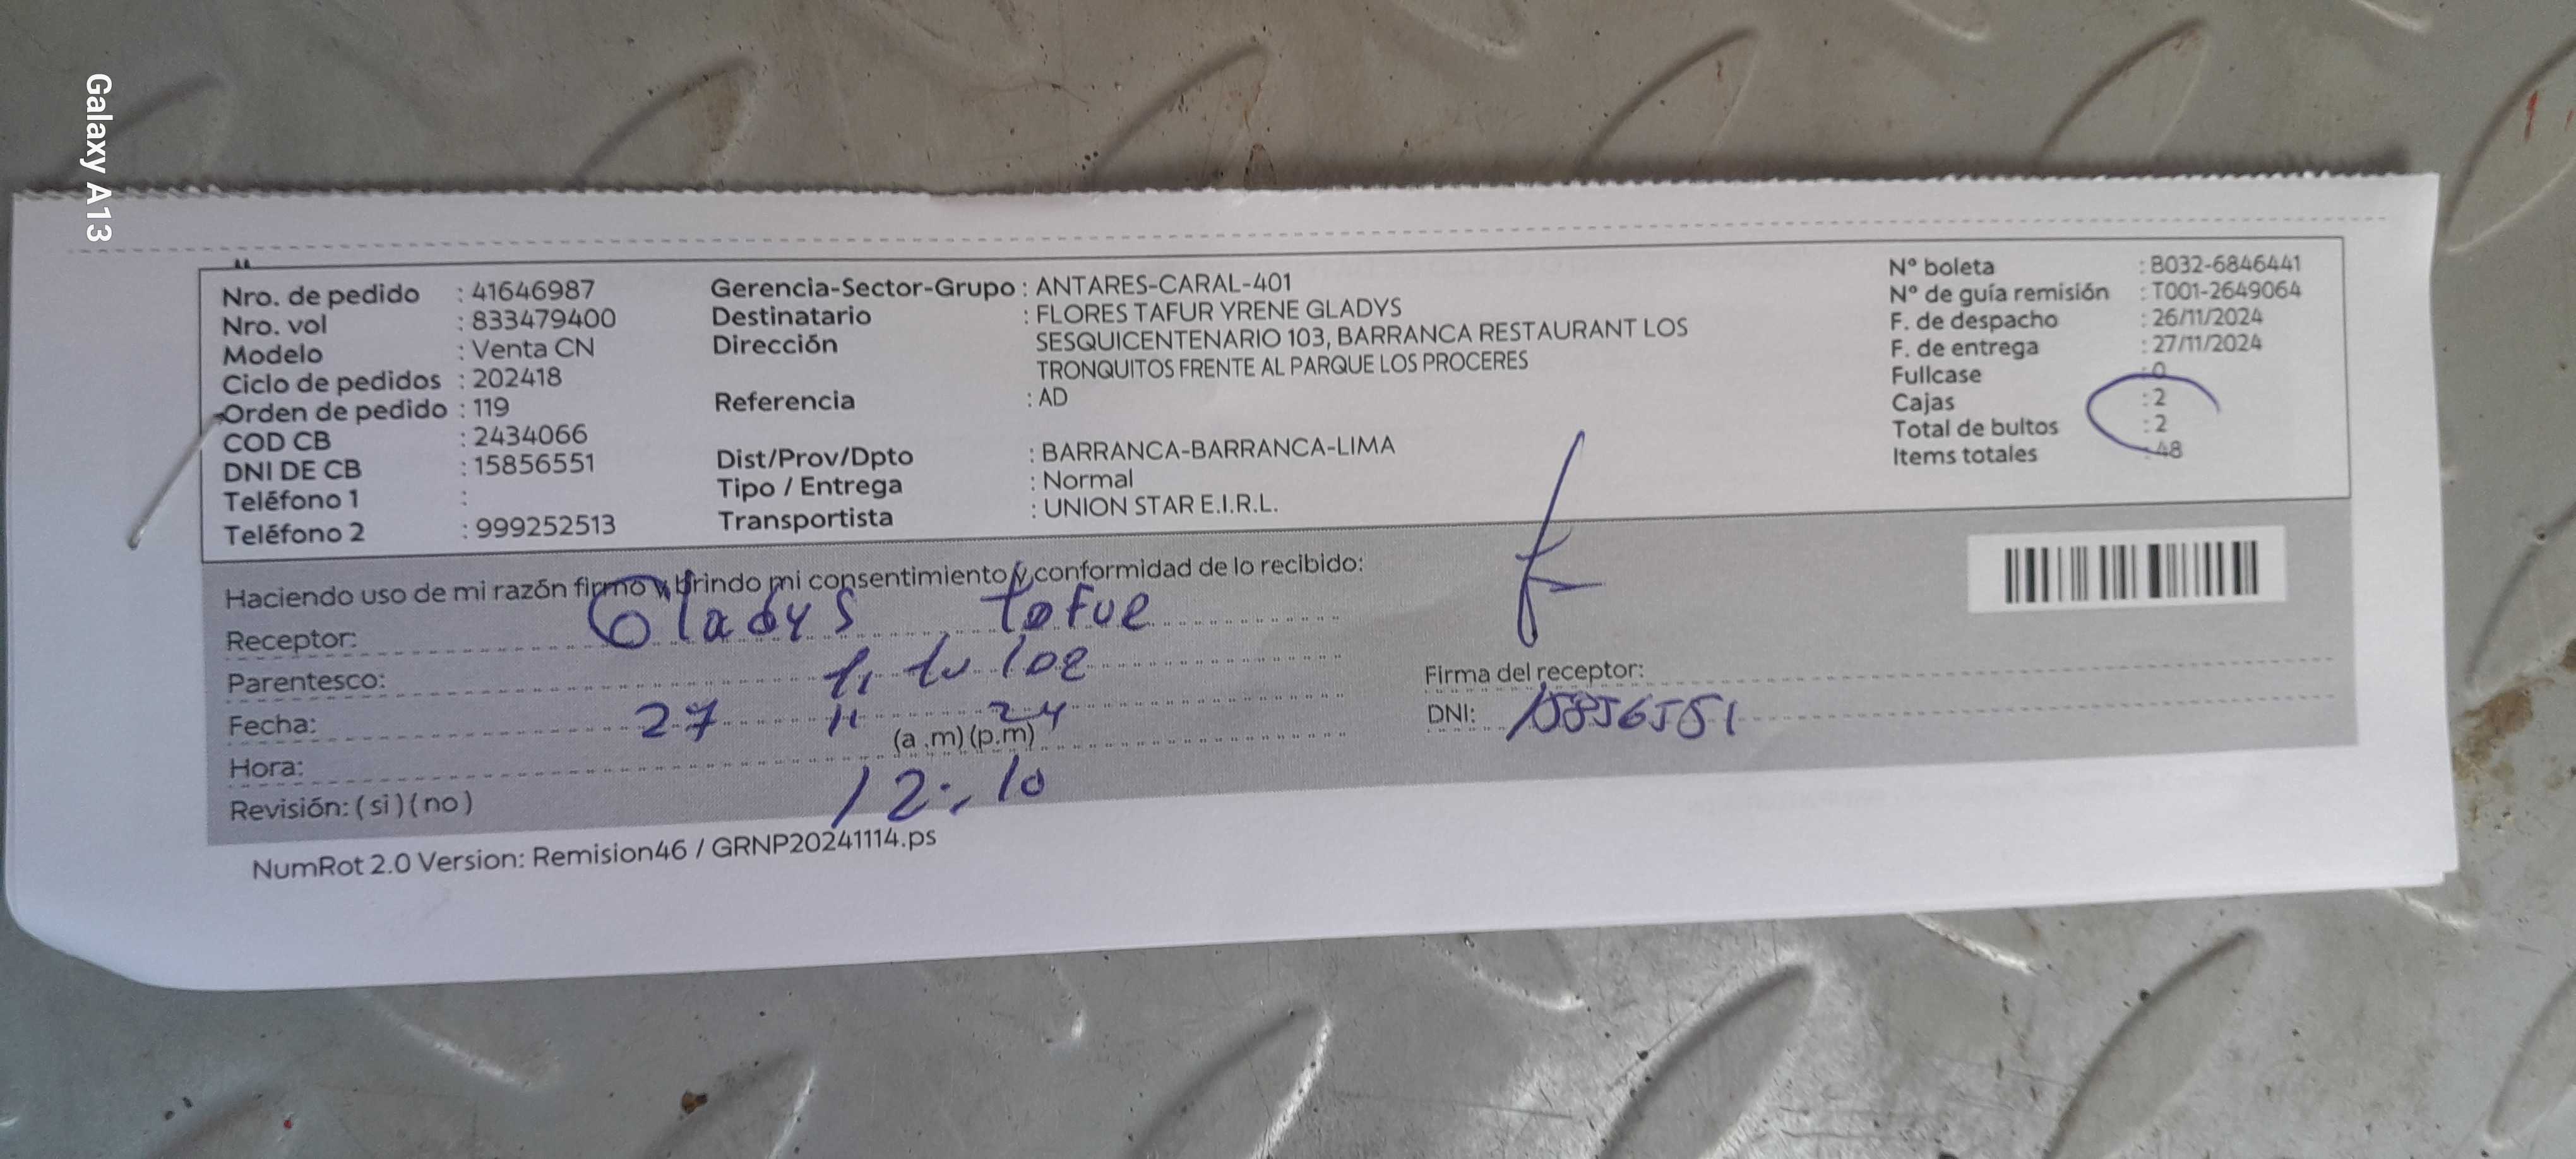 Galaxy A13
Nro. de pedido : 41646987
Nro. vol : 833479400
Modelo : Venta CN
Ciclo de pedidos : 202418
Orden de pedido : 119
COD CB : 2434066
DNI DE CB : 15856551
Teléfono 1 :
Teléfono 2 : 999252513
Gerencia-Sector-Grupo : ANTARES-CARAL-401
Destinatario : FLORES TAFUR YRENE GLADYS
Dirección SESQUICENTENARIO 103, BARRANCA RESTAURANT LOS
TRONQUITOS FRENTE AL PARQUE LOS PROCERES
Referencia : AD
Dist/Prov/Dpto : BARRANCA-BARRANCA-LIMA
Tipo / Entrega : Normal
Transportista : UNION STAR E.I.R.L.
Nº boleta : B032-6846441
Nº de guía remisión : T001-2649064
F. de despacho : 26/11/2024
F. de entrega : 27/11/2024
Fullcase : 0
Cajas : 2
Total de bultos : 2
Items totales : 48
Haciendo uso de mi razón firmo y brindo mi consentimiento y conformidad de lo recibido:
Receptor: Gladys tafur
Parentesco: titular
Fecha: 27 11 24
(a .m) (p.m)
Hora: 12:10
Revisión: ( si ) ( no )
Firma del receptor:
DNI: 15856551
NumRot 2.0 Version: Remision46 / GRNP20241114.ps